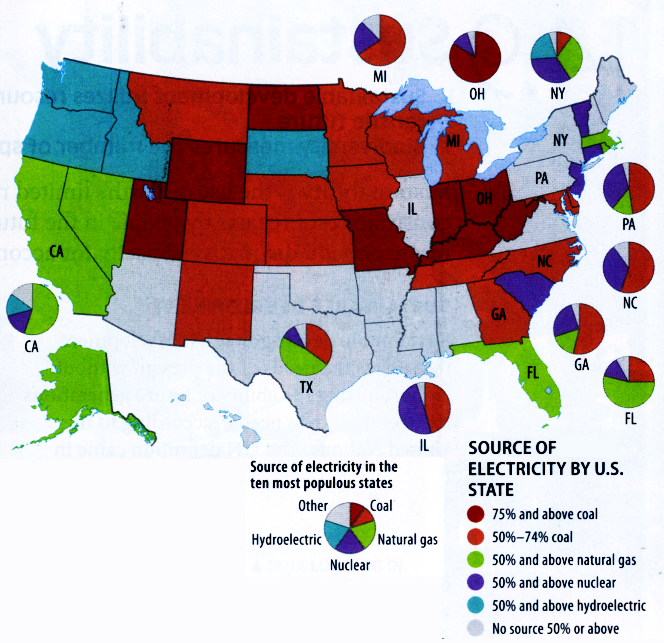 MI
OH
NY
MI
NY
PA
IL
OH
PA
CA
NC
NC
GA
CA
TX
FL
GA
IL
FL
Source of electricity in the
ten most populous states
Other
Coal
Hydroelectric
Natural gas
Nuclear
SOURCE OF
ELECTRICITY BY U.S.
STATE
75% and above coal
50%–74% coal
50% and above natural gas
50% and above nuclear
50% and above hydroelectric
No source 50% or above